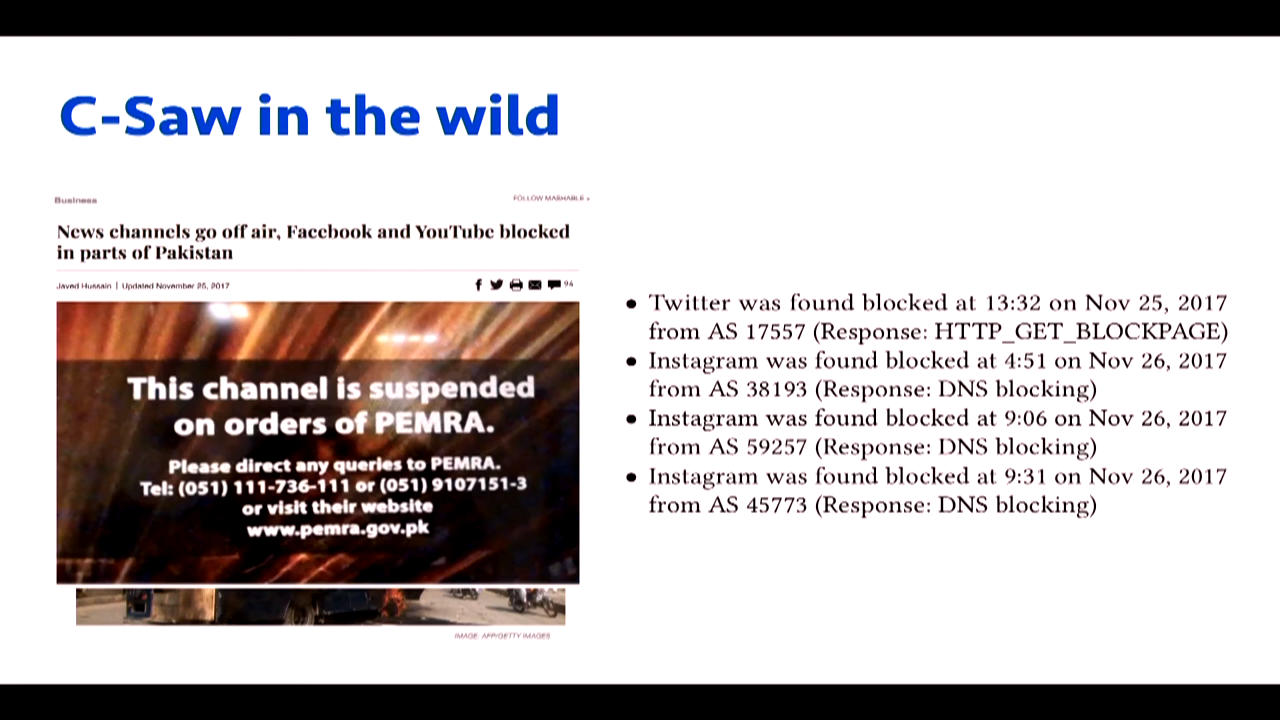 C-Saw in the wild
Business
FOLLOW MASHABLE »
News channels go off air, Facebook and YouTube blocked
in parts of Pakistan
Javed Hussain | Updated November 25, 2017
94
This channel is suspended
on orders of PEMRA.
Please direct any queries to PEMRA.
Tel: (051) 111-736-111 or (051) 9107151-3
or visit their website
www.pemra.gov.pk
IMAGE: AFP/GETTY IMAGES
• Twitter was found blocked at 13:32 on Nov 25, 2017
from AS 17557 (Response: HTTP_GET_BLOCKPAGE)
• Instagram was found blocked at 4:51 on Nov 26, 2017
from AS 38193 (Response: DNS blocking)
• Instagram was found blocked at 9:06 on Nov 26, 2017
from AS 59257 (Response: DNS blocking)
• Instagram was found blocked at 9:31 on Nov 26, 2017
from AS 45773 (Response: DNS blocking)